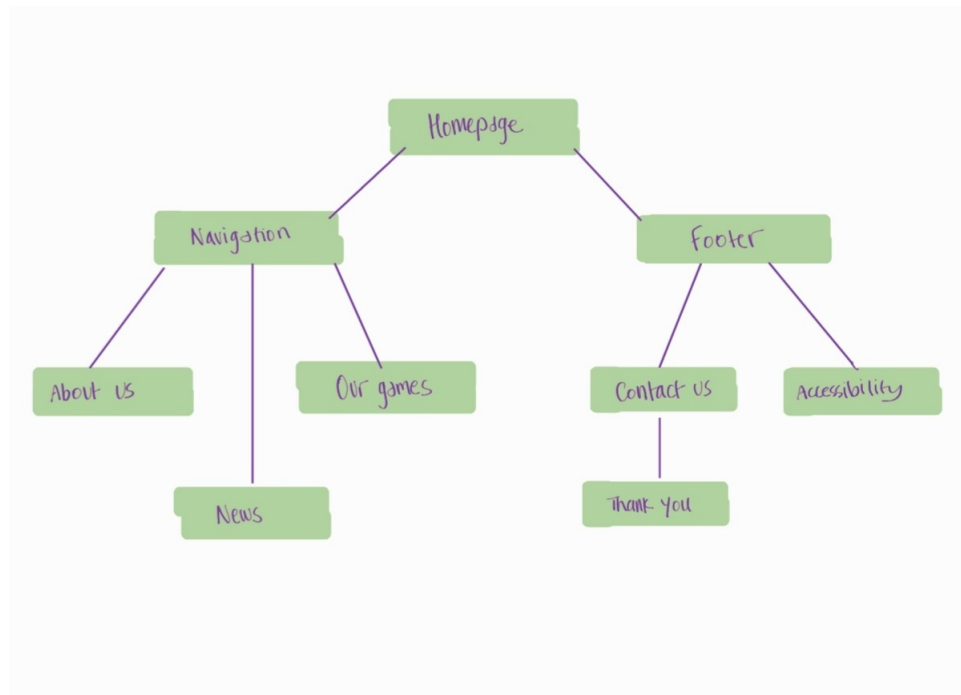 Homepage
Navigation
Footer
About us
Our games
Contact us
Accessibility
News
Thank you